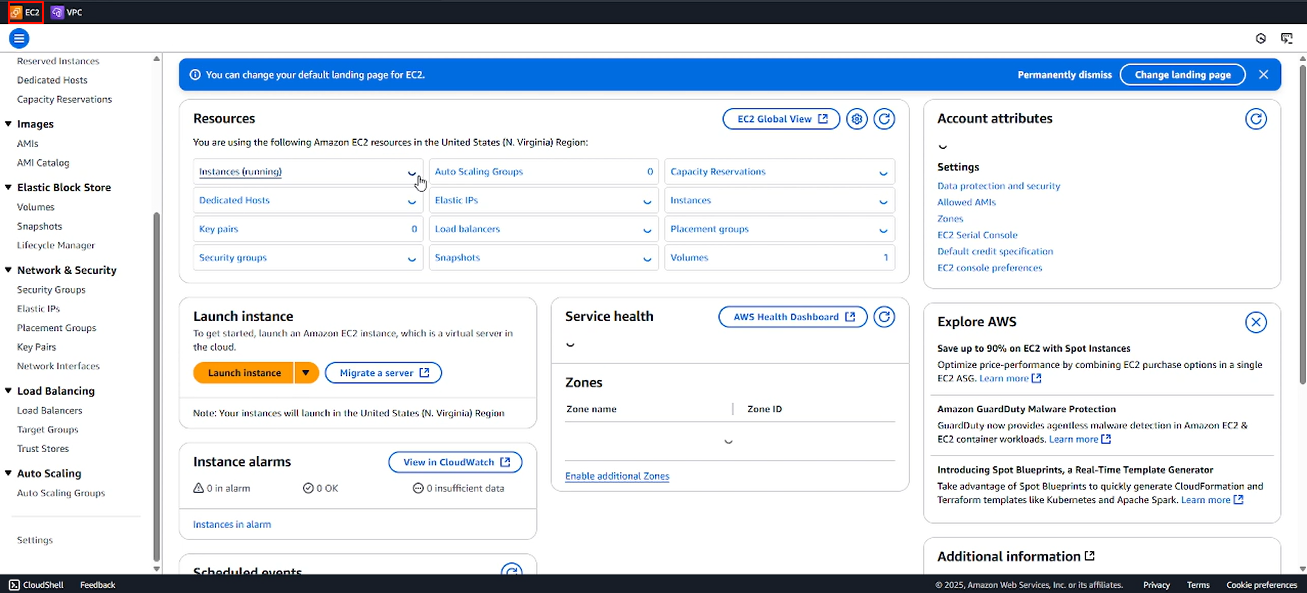 EC2 VPC
Reserved Instances
Dedicated Hosts
Capacity Reservations
Images
AMIs
AMI Catalog
Elastic Block Store
Volumes
Snapshots
Lifecycle Manager
Network & Security
Security Groups
Elastic IPs
Placement Groups
Key Pairs
Network Interfaces
Load Balancing
Load Balancers
Target Groups
Trust Stores
Auto Scaling
Auto Scaling Groups
Settings
You can change your default landing page for EC2. Permanently dismiss Change landing page
Resources EC2 Global View
You are using the following Amazon EC2 resources in the United States (N. Virginia) Region:
Instances (running) Auto Scaling Groups 0 Capacity Reservations
Dedicated Hosts Elastic IPs Instances
Key pairs 0 Load balancers Placement groups
Security groups Snapshots Volumes 1
Launch instance
To get started, launch an Amazon EC2 instance, which is a virtual server in
the cloud.
Launch instance Migrate a server
Note: Your instances will launch in the United States (N. Virginia) Region
Instance alarms View in CloudWatch
0 in alarm 0 OK 0 insufficient data
Instances in alarm
Scheduled events
Service health AWS Health Dashboard
Zones
Zone name Zone ID
Enable additional Zones
Account attributes
Settings
Data protection and security
Allowed AMIs
Zones
EC2 Serial Console
Default credit specification
EC2 console preferences
Explore AWS
Save up to 90% on EC2 with Spot Instances
Optimize price-performance by combining EC2 purchase options in a single
EC2 ASG. Learn more
Amazon GuardDuty Malware Protection
GuardDuty now provides agentless malware detection in Amazon EC2 &
EC2 container workloads. Learn more
Introducing Spot Blueprints, a Real-Time Template Generator
Take advantage of Spot Blueprints to quickly generate CloudFormation and
Terraform templates like Kubernetes and Apache Spark. Learn more
Additional information
CloudShell Feedback © 2025, Amazon Web Services, Inc. or its affiliates. Privacy Terms Cookie preferences